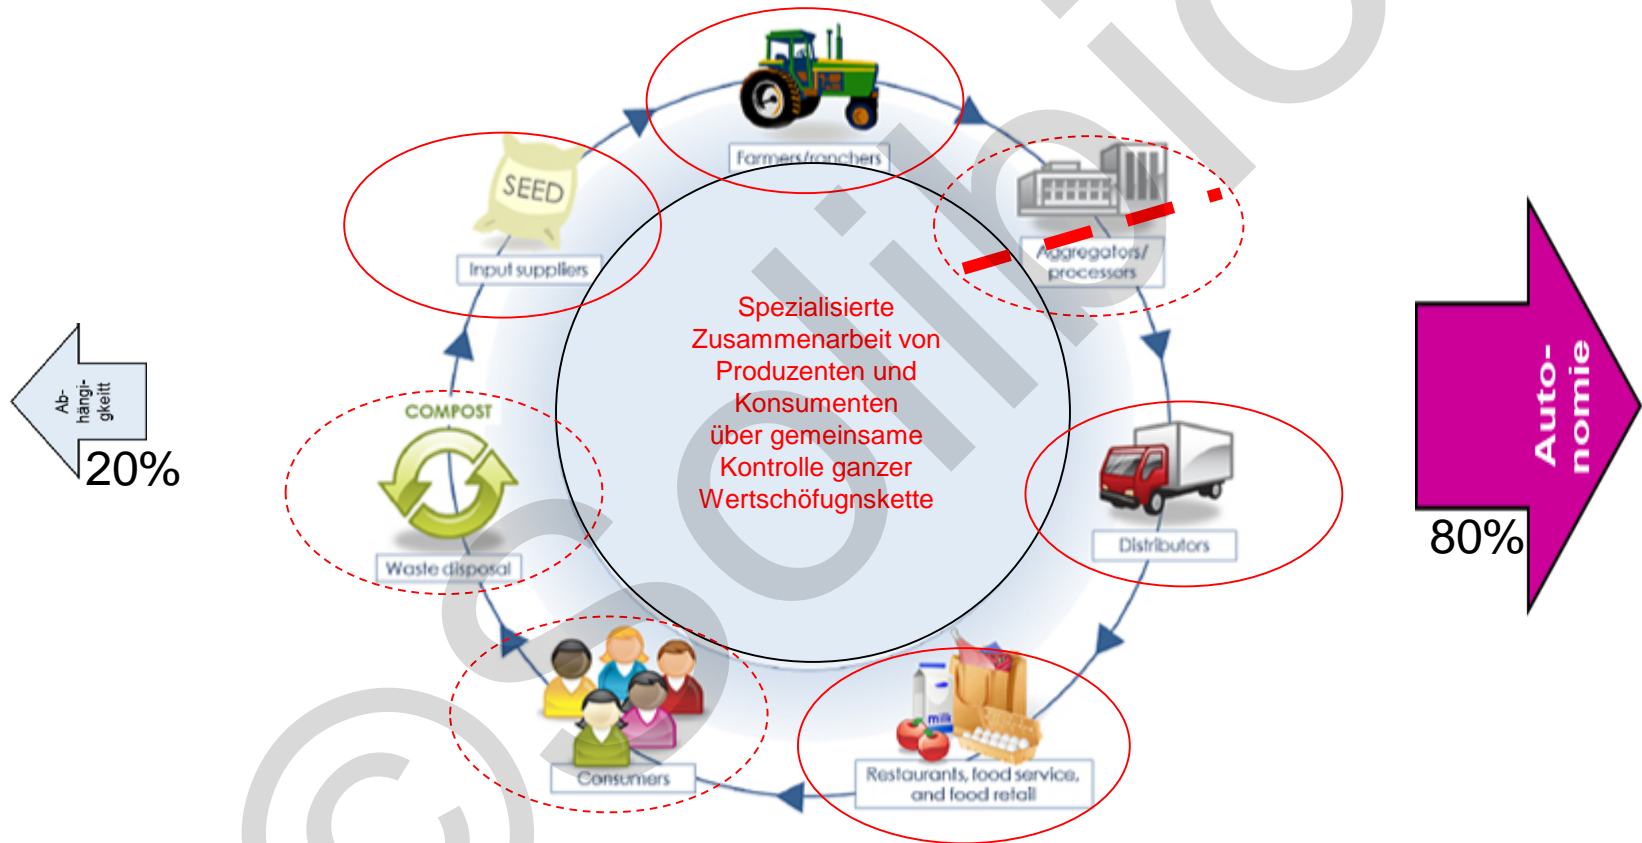 Farmers/ranchers
SEED
Input suppliers
Aggregators/
processors
Spezialisierte
Zusammenarbeit von
Produzenten und
Konsumenten
über gemeinsame
Kontrolle ganzer
Wertschöfugnskette
Ab-
hängi-
gkeitt
20%
Auto-
nomie
80%
COMPOST
Waste disposal
Distributors
milk
Consumers
Restaurants, food service,
and food retail